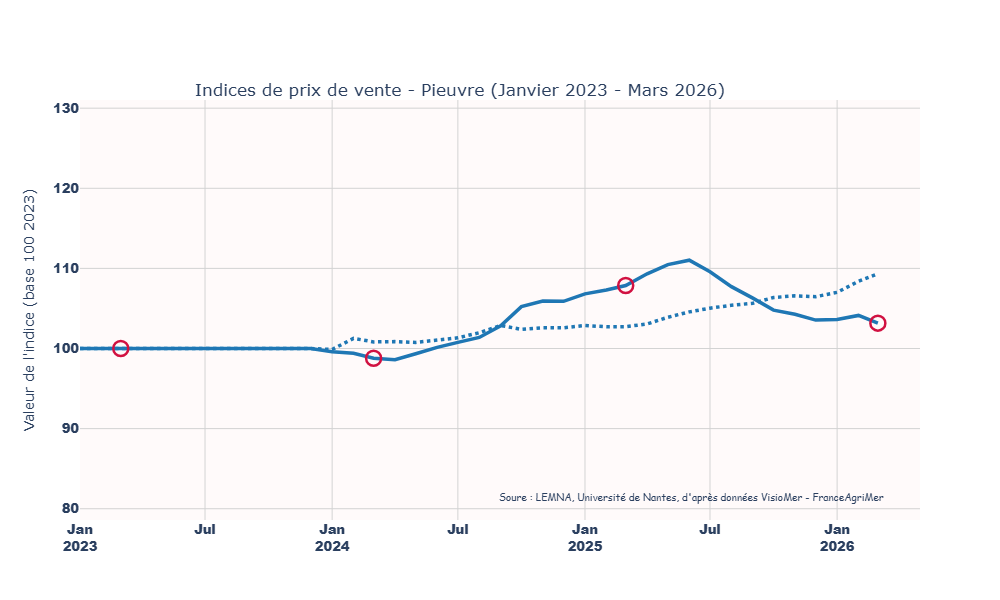 Indices de prix de vente - Pieuvre (Janvier 2023 - Mars 2026)
Valeur de l'indice (base 100 2023)
130
120
110
100
90
80
Soure : LEMNA, Université de Nantes, d'après données VisioMer - FranceAgriMer
Jan Jul Jan Jul Jan Jul Jan
2023 2024 2025 2026